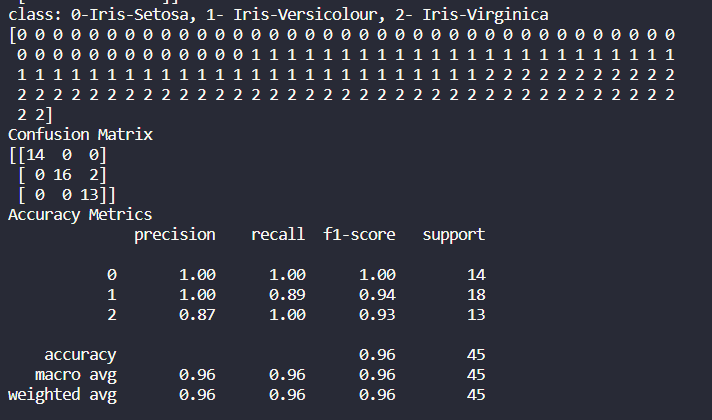 class: 0-Iris-Setosa, 1- Iris-Versicolour, 2- Iris-Virginica
[0 0 0 0 0 0 0 0 0 0 0 0 0 0 0 0 0 0 0 0 0 0 0 0 0 0 0 0 0 0 0 0 0 0 0 0 0
0 0 0 0 0 0 0 0 0 0 0 0 0 1 1 1 1 1 1 1 1 1 1 1 1 1 1 1 1 1 1 1 1 1 1 1 1
1 1 1 1 1 1 1 1 1 1 1 1 1 1 1 1 1 1 1 1 1 1 1 1 1 1 2 2 2 2 2 2 2 2 2 2 2
2 2 2 2 2 2 2 2 2 2 2 2 2 2 2 2 2 2 2 2 2 2 2 2 2 2 2 2 2 2 2 2 2 2 2 2 2
2 2]
Confusion Matrix
[[14 0 0]
[ 0 16 2]
[ 0 0 13]]
Accuracy Metrics
precision recall f1-score support
0 1.00 1.00 1.00 14
1 1.00 0.89 0.94 18
2 0.87 1.00 0.93 13
accuracy 0.96 45
macro avg 0.96 0.96 0.96 45
weighted avg 0.96 0.96 0.96 45